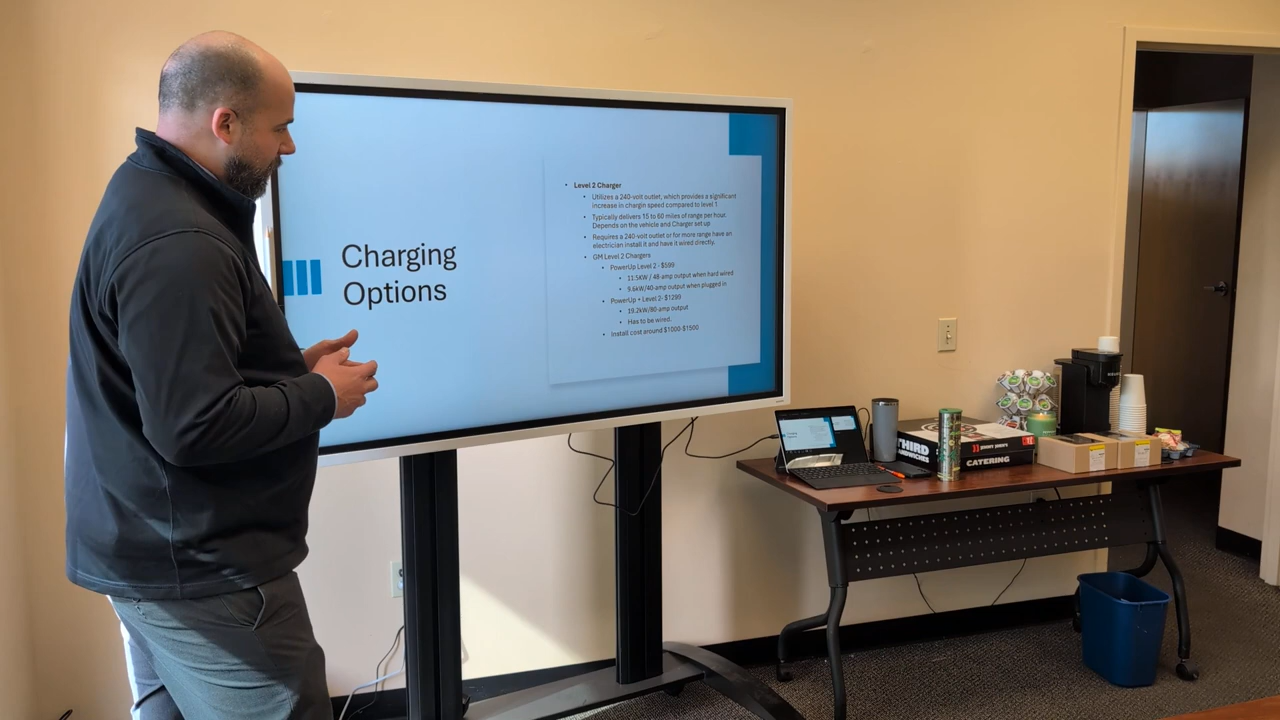 Charging
Options
• Level 2 Charger
• Utilizes a 240-volt outlet, which provides a significant
increase in chargin speed compared to level 1.
• Typically delivers 15 to 60 miles of range per hour.
Depends on the vehicle and Charger set up
• Requires a 240-volt outlet or for more range have an
electrician install it and have it wired directly.
• GM Level 2 Chargers
• PowerUp Level 2 - $599
• 11.5KW / 48-amp output when hard wired
• 9.6kW/40-amp output when plugged in
• PowerUp + Level 2- $1299
• 19.2kW/80-amp output
• Has to be wired.
• Install cost around $1000-$1500
Charging
Options
THIRD
SANDWICHES
JIMMY JOHN'S
CATERING